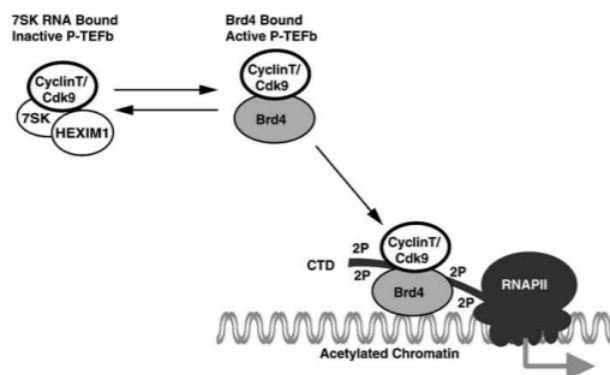 7SK RNA Bound
Inactive P-TEFb
Brd4 Bound
Active P-TEFb
CyclinT/
Cdk9
7SK
HEXIM1
CyclinT/
Cdk9
Brd4
CyclinT/
Cdk9
2P
CTD
2P
Brd4
2P
2P
RNAPII
Acetylated Chromatin